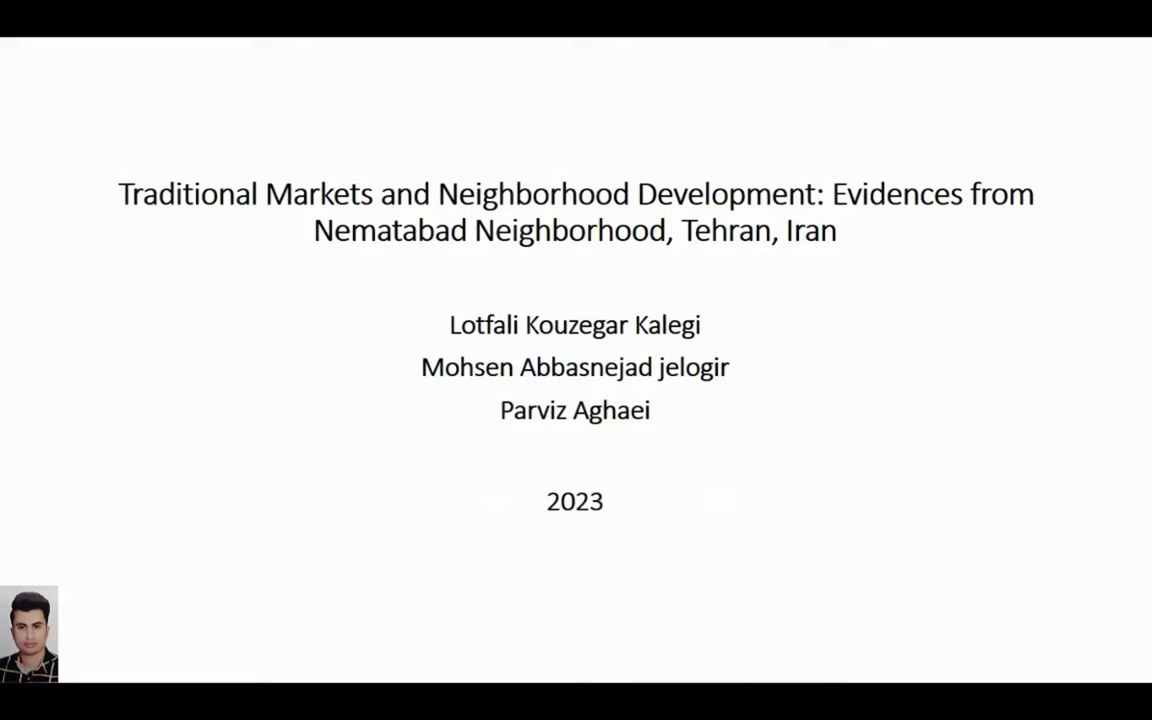 Traditional Markets and Neighborhood Development: Evidences from
Nematabad Neighborhood, Tehran, Iran
Lotfali Kouzegar Kalegi
Mohsen Abbasnejad jelogir
Parviz Aghaei
2023